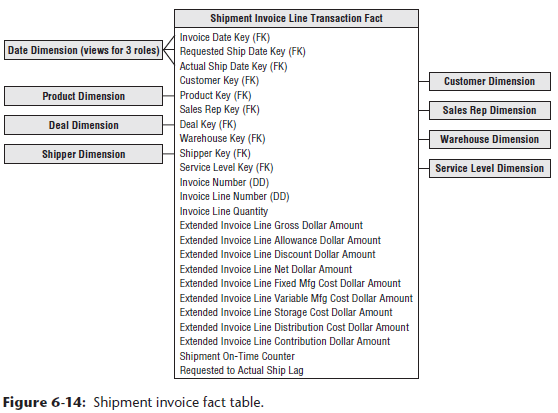 Shipment Invoice Line Transaction Fact
Invoice Date Key (FK)
Requested Ship Date Key (FK)
Actual Ship Date Key (FK)
Customer Key (FK)
Product Key (FK)
Sales Rep Key (FK)
Deal Key (FK)
Warehouse Key (FK)
Shipper Key (FK)
Service Level Key (FK)
Invoice Number (DD)
Invoice Line Number (DD)
Invoice Line Quantity
Extended Invoice Line Gross Dollar Amount
Extended Invoice Line Allowance Dollar Amount
Extended Invoice Line Discount Dollar Amount
Extended Invoice Line Net Dollar Amount
Extended Invoice Line Fixed Mfg Cost Dollar Amount
Extended Invoice Line Variable Mfg Cost Dollar Amount
Extended Invoice Line Storage Cost Dollar Amount
Extended Invoice Line Distribution Cost Dollar Amount
Extended Invoice Line Contribution Dollar Amount
Shipment On-Time Counter
Requested to Actual Ship Lag
Date Dimension (views for 3 roles)
Product Dimension
Deal Dimension
Shipper Dimension
Customer Dimension
Sales Rep Dimension
Warehouse Dimension
Service Level Dimension
Figure 6-14: Shipment invoice fact table.